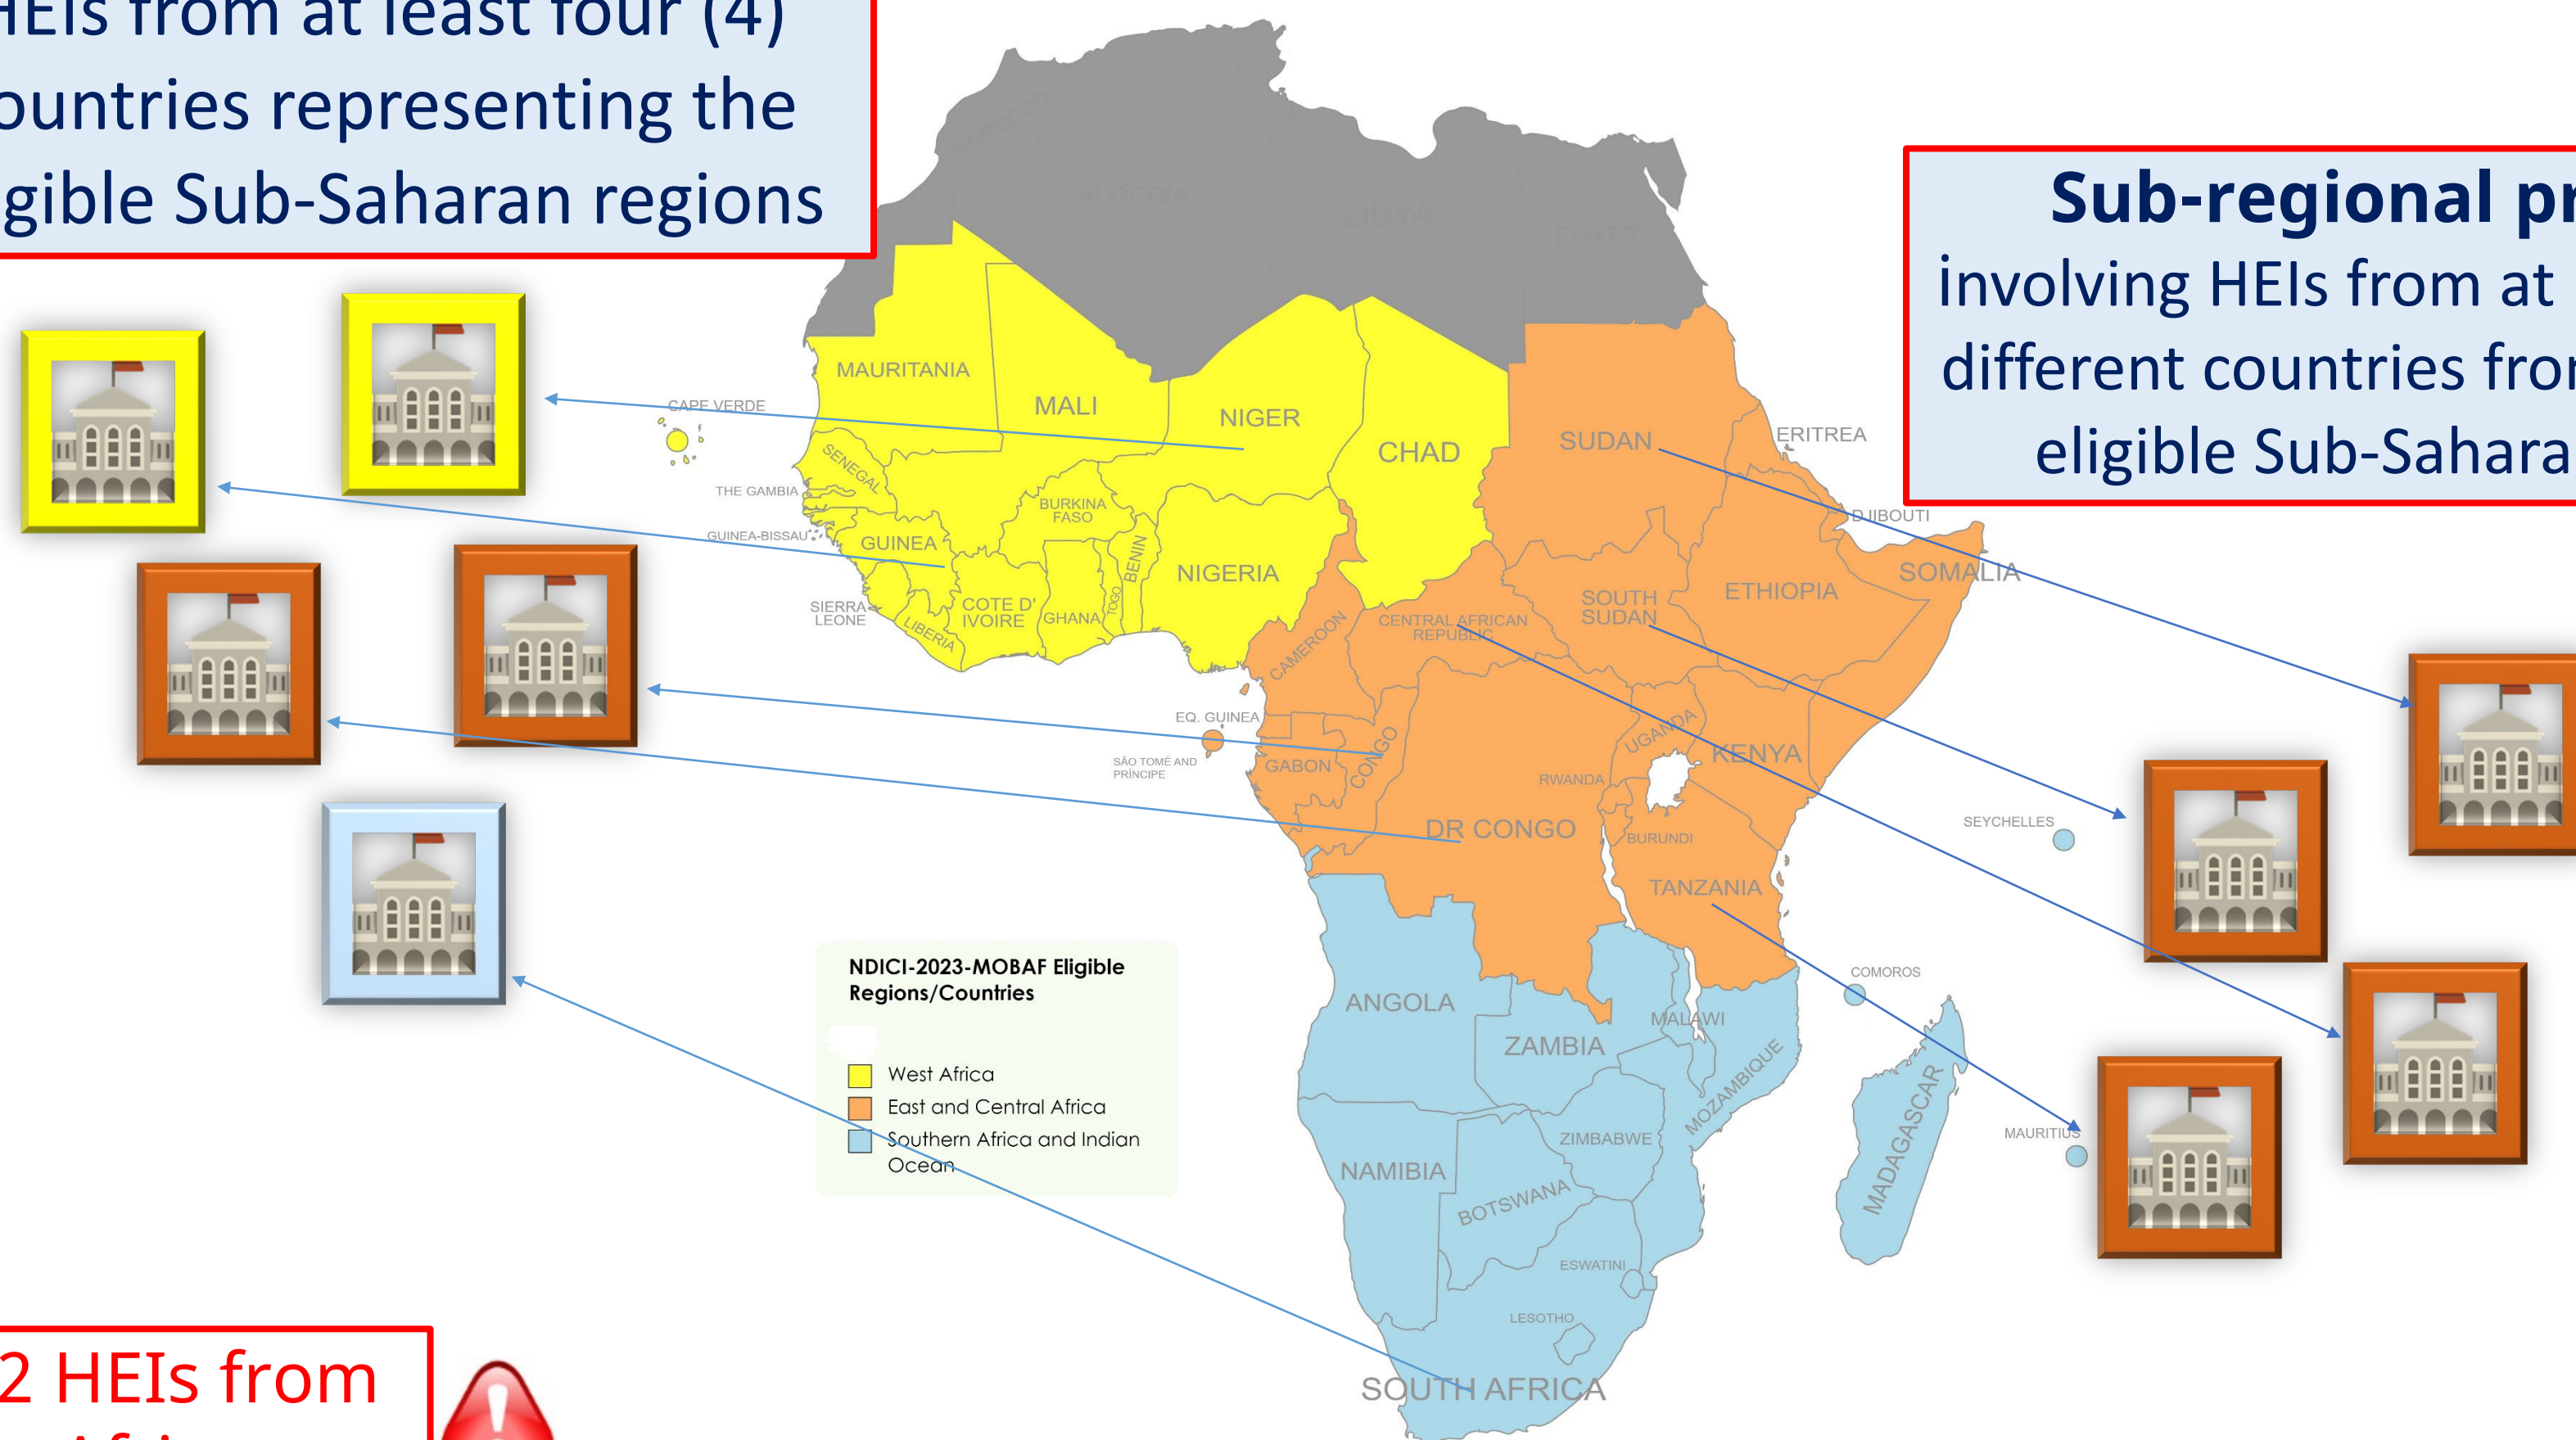 HEIs from at least four (4)
ountries representing the
gible Sub-Saharan regions
Sub-regional pr
involving HEIs from at
different countries from
eligible Sub-Sahara
ALGERIA
LIBYA
EGYPT
MAURITANIA
MALI
NIGER
CHAD
SUDAN
ERITREA
CAPE VERDE
SENEGAL
THE GAMBIA
GUINEA-BISSAU
GUINEA
BURKINA
FASO
BENIN
NIGERIA
DJIBOUTI
SOMALIA
ETHIOPIA
SOUTH
SUDAN
SIERRA
LEONE
LIBERIA
COTE D'
IVOIRE
GHANA
TOGO
CENTRAL AFRICAN
REPUBLIC
CAMEROON
EQ. GUINEA
SÃO TOMÉ AND
PRÍNCIPE
GABON
CONGO
UGANDA
KENYA
RWANDA
DR CONGO
BURUNDI
TANZANIA
SEYCHELLES
COMOROS
NDICI-2023-MOBAF Eligible
Regions/Countries
West Africa
East and Central Africa
Southern Africa and Indian
Ocean
ANGOLA
ZAMBIA
MALAWI
MOZAMBIQUE
ZIMBABWE
NAMIBIA
BOTSWANA
MADAGASCAR
MAURITIUS
ESWATINI
LESOTHO
SOUTH AFRICA
2 HEIs from